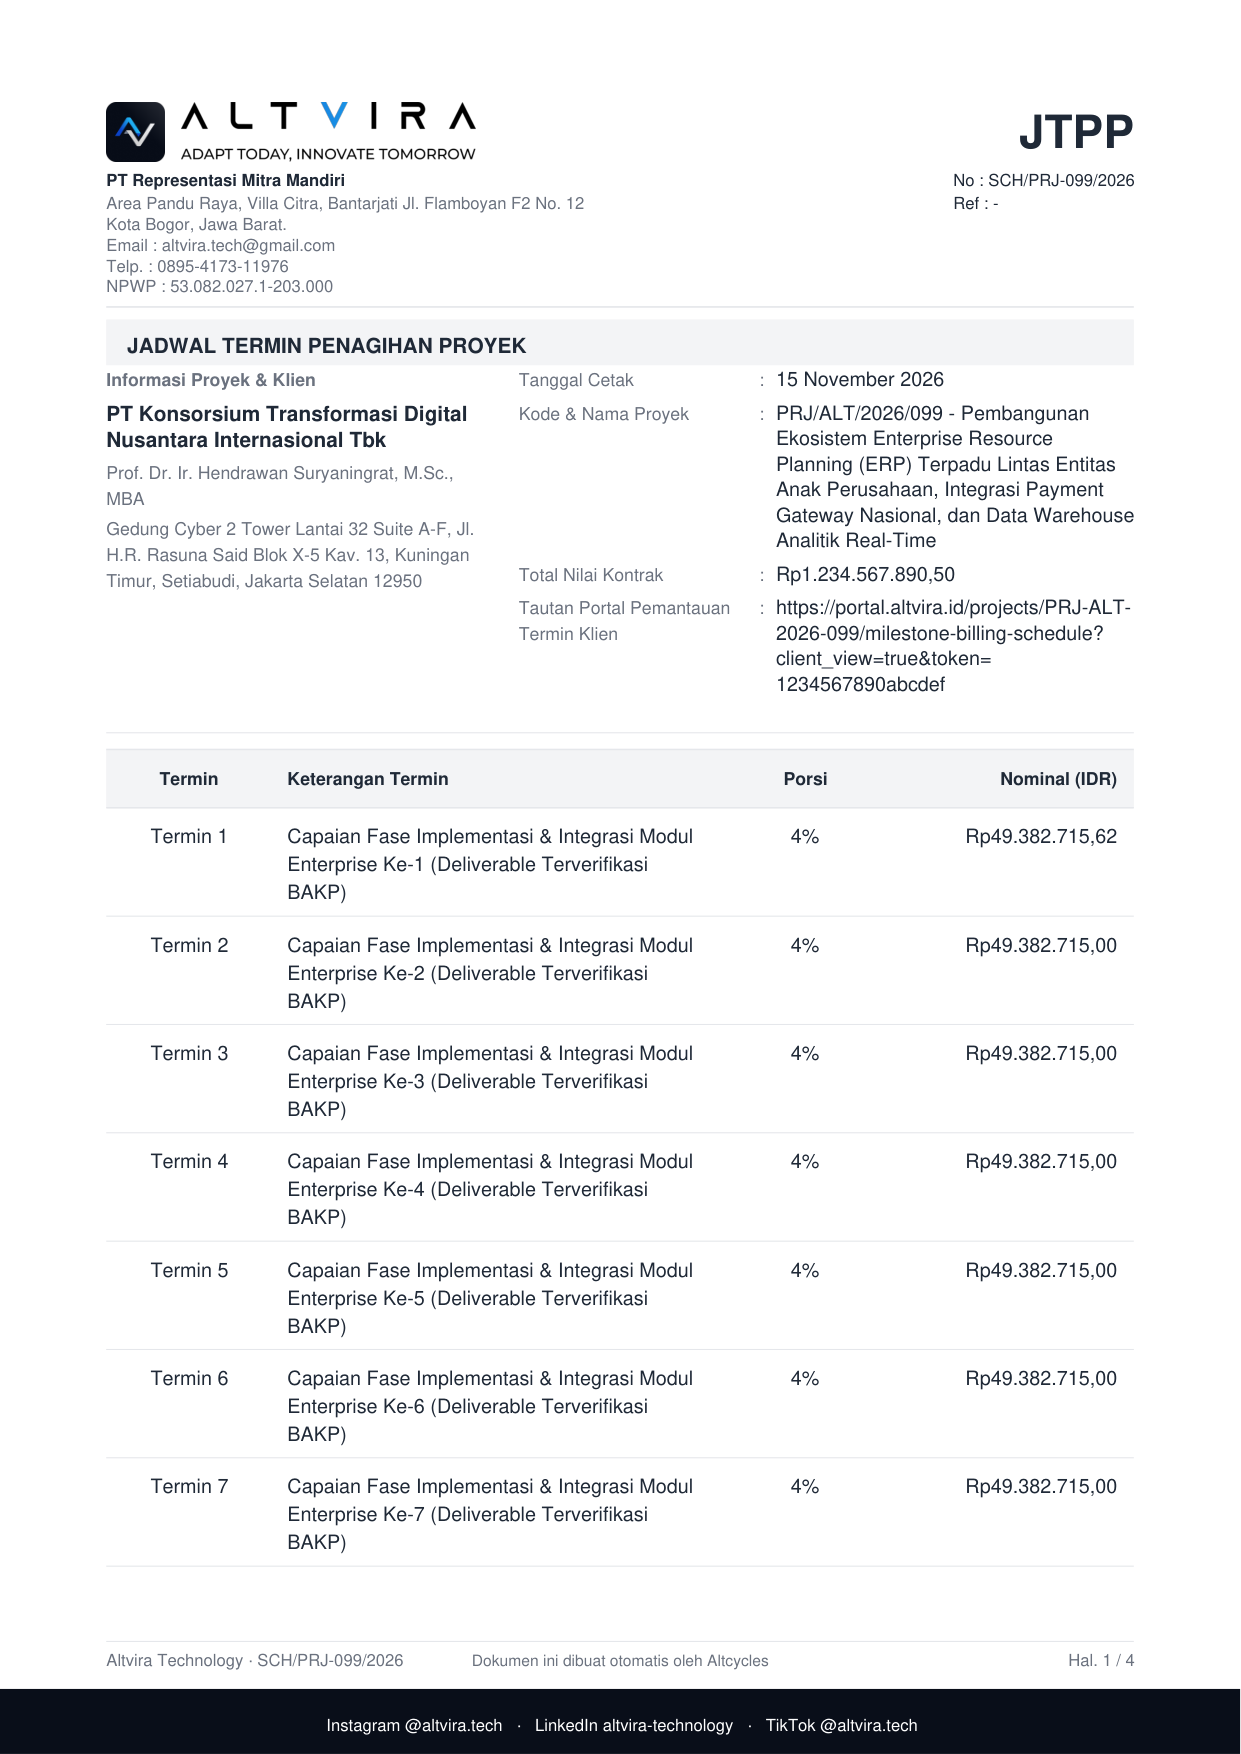 ALTVIRA
ADAPT TODAY, INNOVATE TOMORROW
JTPP
PT Representasi Mitra Mandiri
Area Pandu Raya, Villa Citra, Bantarjati Jl. Flamboyan F2 No. 12
Kota Bogor, Jawa Barat.
Email : altvira.tech@gmail.com
Telp. : 0895-4173-11976
NPWP : 53.082.027.1-203.000
No : SCH/PRJ-099/2026
Ref : -
JADWAL TERMIN PENAGIHAN PROYEK
Informasi Proyek & Klien
PT Konsorsium Transformasi Digital
Nusantara Internasional Tbk
Prof. Dr. Ir. Hendrawan Suryaningrat, M.Sc.,
MBA
Gedung Cyber 2 Tower Lantai 32 Suite A-F, Jl.
H.R. Rasuna Said Blok X-5 Kav. 13, Kuningan
Timur, Setiabudi, Jakarta Selatan 12950
Tanggal Cetak : 15 November 2026
Kode & Nama Proyek : PRJ/ALT/2026/099 - Pembangunan
Ekosistem Enterprise Resource
Planning (ERP) Terpadu Lintas Entitas
Anak Perusahaan, Integrasi Payment
Gateway Nasional, dan Data Warehouse
Analitik Real-Time
Total Nilai Kontrak : Rp1.234.567.890,50
Tautan Portal Pemantauan : https://portal.altvira.id/projects/PRJ-ALT-
Termin Klien 2026-099/milestone-billing-schedule?
client_view=true&token=
1234567890abcdef
Termin Keterangan Termin Porsi Nominal (IDR)
Termin 1 Capaian Fase Implementasi & Integrasi Modul 4% Rp49.382.715,62
Enterprise Ke-1 (Deliverable Terverifikasi
BAKP)
Termin 2 Capaian Fase Implementasi & Integrasi Modul 4% Rp49.382.715,00
Enterprise Ke-2 (Deliverable Terverifikasi
BAKP)
Termin 3 Capaian Fase Implementasi & Integrasi Modul 4% Rp49.382.715,00
Enterprise Ke-3 (Deliverable Terverifikasi
BAKP)
Termin 4 Capaian Fase Implementasi & Integrasi Modul 4% Rp49.382.715,00
Enterprise Ke-4 (Deliverable Terverifikasi
BAKP)
Termin 5 Capaian Fase Implementasi & Integrasi Modul 4% Rp49.382.715,00
Enterprise Ke-5 (Deliverable Terverifikasi
BAKP)
Termin 6 Capaian Fase Implementasi & Integrasi Modul 4% Rp49.382.715,00
Enterprise Ke-6 (Deliverable Terverifikasi
BAKP)
Termin 7 Capaian Fase Implementasi & Integrasi Modul 4% Rp49.382.715,00
Enterprise Ke-7 (Deliverable Terverifikasi
BAKP)
Altvira Technology · SCH/PRJ-099/2026 Dokumen ini dibuat otomatis oleh Altcycles Hal. 1 / 4
Instagram @altvira.tech · LinkedIn altvira-technology · TikTok @altvira.tech